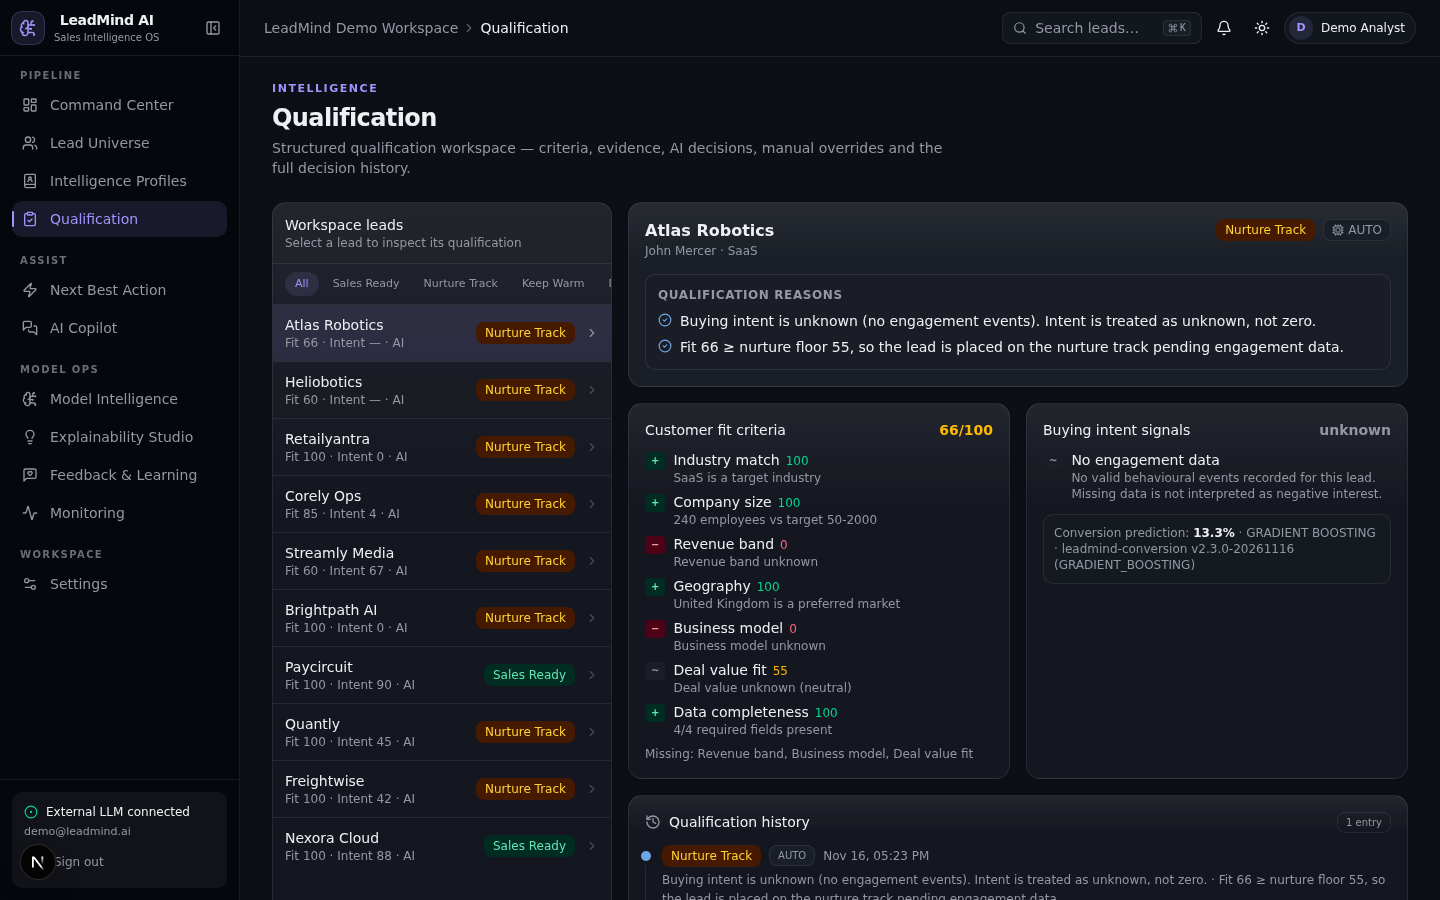 LeadMind AI
Sales Intelligence OS
PIPELINE
Command Center
Lead Universe
Intelligence Profiles
Qualification
ASSIST
Next Best Action
AI Copilot
MODEL OPS
Model Intelligence
Explainability Studio
Feedback & Learning
Monitoring
WORKSPACE
Settings
External LLM connected
demo@leadmind.ai
N
Sign out
LeadMind Demo Workspace > Qualification
Search leads...
⌘K
D
Demo Analyst
INTELLIGENCE
Qualification
Structured qualification workspace — criteria, evidence, AI decisions, manual overrides and the
full decision history.
Workspace leads
Select a lead to inspect its qualification
All
Sales Ready
Nurture Track
Keep Warm
Atlas Robotics
Fit 66 · Intent — · AI
Nurture Track
Heliobotics
Fit 60 · Intent — · AI
Nurture Track
Retailyantra
Fit 100 · Intent 0 · AI
Nurture Track
Corely Ops
Fit 85 · Intent 4 · AI
Nurture Track
Streamly Media
Fit 60 · Intent 67 · AI
Nurture Track
Brightpath AI
Fit 100 · Intent 0 · AI
Nurture Track
Paycircuit
Fit 100 · Intent 90 · AI
Sales Ready
Quantly
Fit 100 · Intent 45 · AI
Nurture Track
Freightwise
Fit 100 · Intent 42 · AI
Nurture Track
Nexora Cloud
Fit 100 · Intent 88 · AI
Sales Ready
Atlas Robotics
John Mercer · SaaS
Nurture Track
AUTO
QUALIFICATION REASONS
Buying intent is unknown (no engagement events). Intent is treated as unknown, not zero.
Fit 66 ≥ nurture floor 55, so the lead is placed on the nurture track pending engagement data.
Customer fit criteria
66/100
+ Industry match 100
SaaS is a target industry
+ Company size 100
240 employees vs target 50-2000
− Revenue band 0
Revenue band unknown
+ Geography 100
United Kingdom is a preferred market
− Business model 0
Business model unknown
~ Deal value fit 55
Deal value unknown (neutral)
+ Data completeness 100
4/4 required fields present
Missing: Revenue band, Business model, Deal value fit
Buying intent signals
unknown
~ No engagement data
No valid behavioural events recorded for this lead.
Missing data is not interpreted as negative interest.
Conversion prediction: 13.3% · GRADIENT BOOSTING
· leadmind-conversion v2.3.0-20261116
(GRADIENT_BOOSTING)
Qualification history
1 entry
Nurture Track
AUTO
Nov 16, 05:23 PM
Buying intent is unknown (no engagement events). Intent is treated as unknown, not zero. · Fit 66 ≥ nurture floor 55, so
the lead is placed on the nurture track pending engagement data.